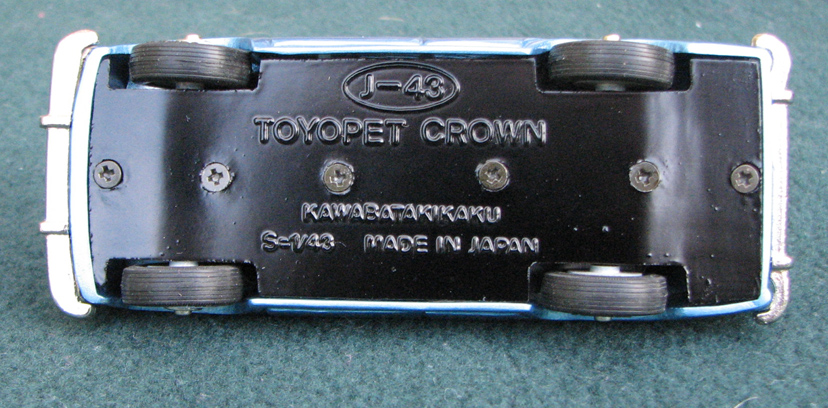 J-43
TOYOPET CROWN
KAWABATAKIKAKU
S=1/43 MADE IN JAPAN